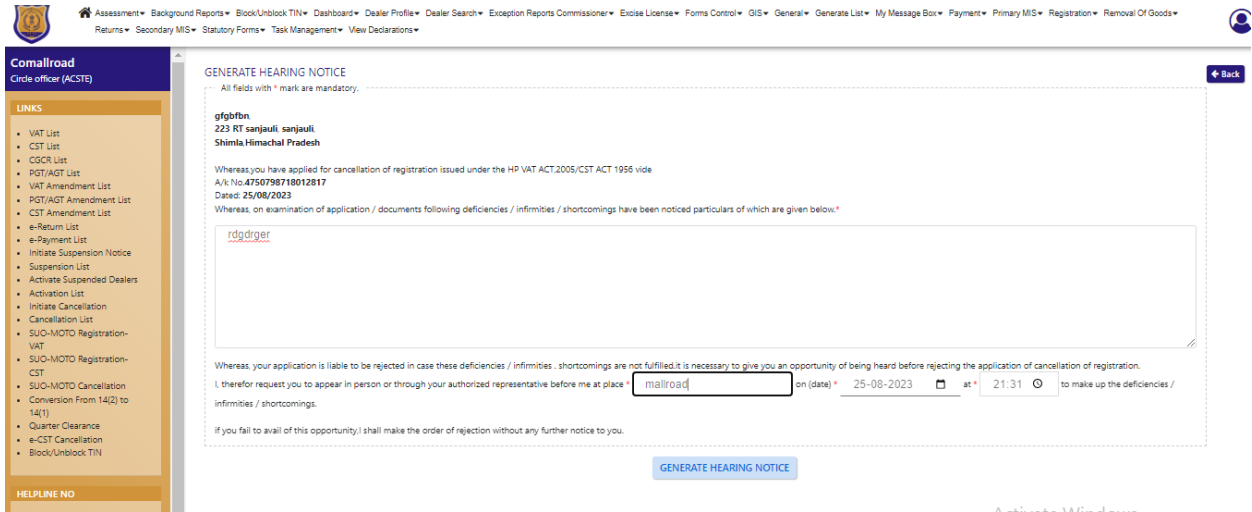 Assessment Background Reports Block/Unblock TIN Dashboard Dealer Profile Dealer Search Exception Reports Commissioner Excise License Forms Control GIS General Generate List My Message Box Payment Primary MIS Registration Removal Of Goods
Returns Secondary MIS Statutory Forms Task Management View Declarations
Comallroad
Circle officer (ACSTE)
LINKS
VAT List
CST List
CGCR List
PGT/AGT List
VAT Amendment List
PGT/AGT Amendment List
CST Amendment List
e-Return List
e-Payment List
Initiate Suspension Notice
Suspension List
Activate Suspended Dealers
Activation List
Initiate Cancellation
Cancellation List
SUO-MOTO Registration-
VAT
SUO-MOTO Registration-
CST
SUO-MOTO Cancellation
Conversion From 14(2) to
14(1)
Quarter Clearance
e-CST Cancellation
Block/Unblock TIN
HELPLINE NO
GENERATE HEARING NOTICE
Back
All fields with * mark are mandatory.
gfgbfbn,
223 RT sanjauli, sanjauli,
Shimla,Himachal Pradesh
Whereas,you have applied for cancellation of registration issued under the HP VAT ACT,2005/CST ACT 1956 vide
A/k No.4750798718012817
Dated: 25/08/2023
Whereas, on examination of application / documents following deficiencies / infirmities / shortcomings have been noticed particulars of which are given below.*
rdgdrger
Whereas, your application is liable to be rejected in case these deficiencies / infirmities . shortcomings are not fulfilled.it is necessary to give you an opportunity of being heard before rejecting the application of cancellation of registration.
I, therefor request you to appear in person or through your authorized representative before me at place * mallroad on (date) * 25-08-2023 at * 21:31 to make up the deficiencies /
infirmities / shortcomings.
if you fail to avail of this opportunity,I shall make the order of rejection without any further notice to you.
GENERATE HEARING NOTICE
Activate Windows